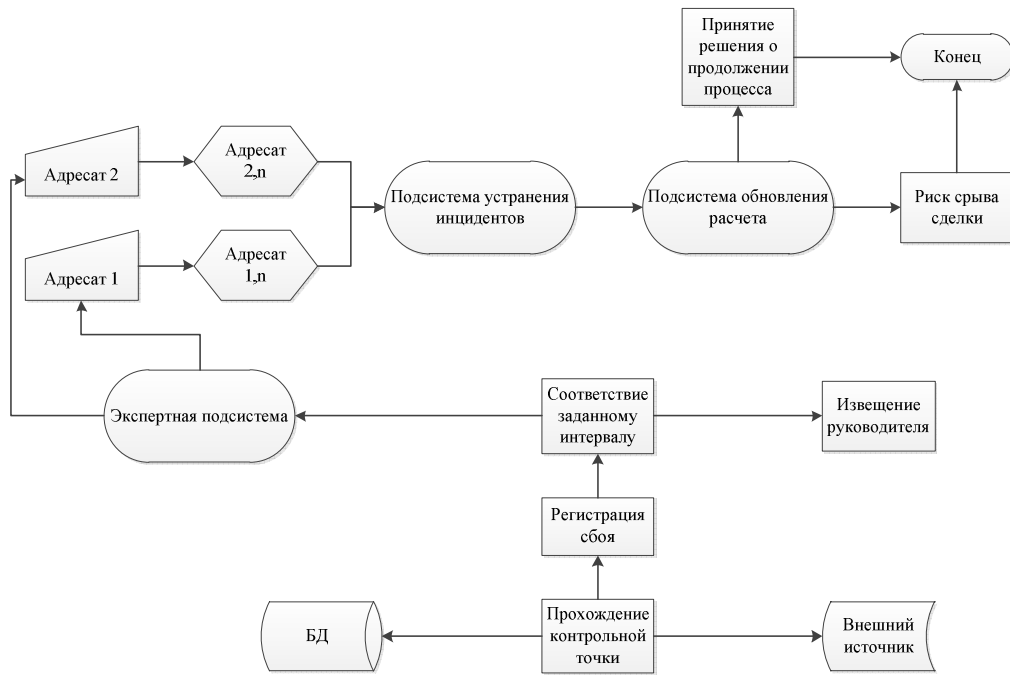 Принятие
решения о
продолжении
процесса
Конец
Адресат 2
Адресат
2,n
Подсистема устранения
инцидентов
Подсистема обновления
расчета
Риск срыва
сделки
Адресат 1
Адресат
1,n
Экспертная подсистема
Соответствие
заданному
интервалу
Извещение
руководителя
Регистрация
сбоя
БД
Прохождение
контрольной
точки
Внешний
источник